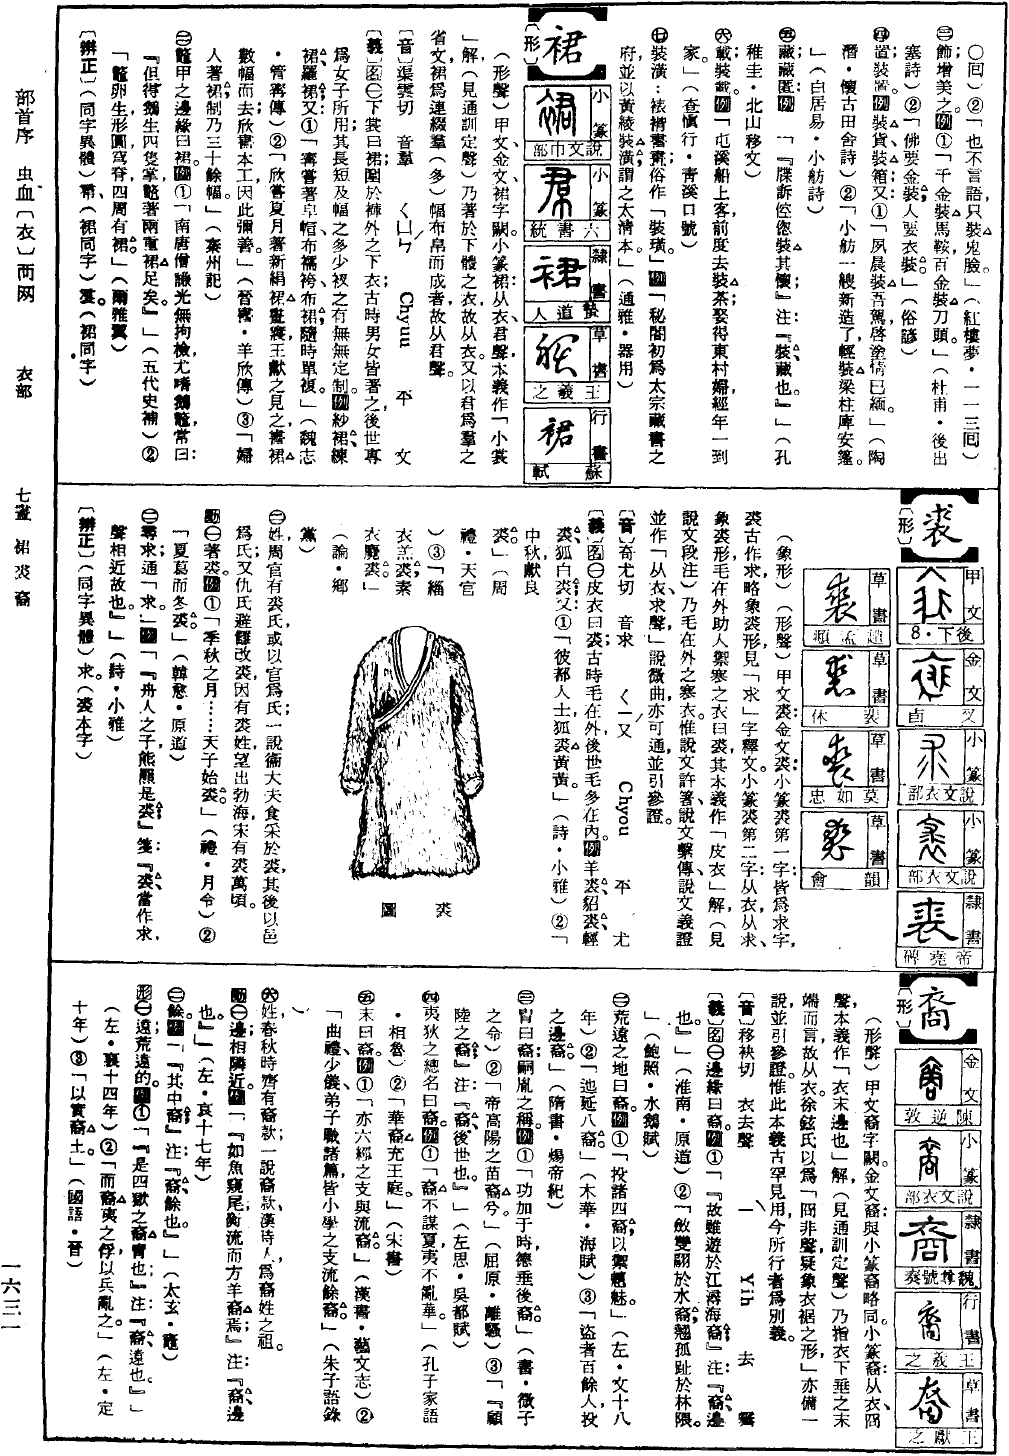 部首序 虫血〔衣〕襾网 衣部 七畫 裙裘裔 一六三一
〇回）②「也不言語，只裝鬼臉。」（紅樓夢·一一三回）
㊂飾；增美之。例①「千金裝馬鞍，百金裝刀頭。」（杜甫·後出
塞詩）②「佛要金裝，人要衣裝。」（俗諺）
㊃置；裝置。例裝貨；裝箱。又：①「夙晨裝吾駕，啓塗情已緬。」（陶
潛·懷古田舍詩）②「小舫一艘新造了，輕裝梁柱庳安篷。
」（白居易·小舫詩）
㊄藏；藏匿。例「『牒訴倥傯裝其懷』注：『裝，藏也。』」（孔
稚圭·北山移文）
㊅載；裝載。例「屯溪船上客，前度去裝茶，娶得東村婦，經年一到
家。」（查慎行·青溪口號）
㊆裝潢：裱褙書畫，俗作「裝璜」。例「秘閣初爲太宗藏書之
府，並以黃綾裝潢，謂之太清本。」（通雅·器用）
裙
〔形〕
小篆 說文巾部
小篆 六書統
隸書 道人
草書 王羲之
行書 蘇軾
（形聲）甲文、金文裙字闕。小篆裙：从衣，君聲，本義作「小裳
」解（見通訓定聲）乃著於下體之衣，故从衣。又以君爲羣之
省文，裙爲連綴羣（多）幅布帛而成者，故从君聲。
〔音〕渠雲切 音羣 ㄑㄩㄣˊ Chyun 平 文
〔義〕名㊀下裳曰裙，圍於褲外之下衣，古時男女皆著之，後世專
爲女子所用，其長短及幅之多少，衩之有無，無定制。例紗裙；練
裙；羅裙。又：①「寗嘗著皁帽、布襦袴、布裙，隨時單複。」（魏志
·管寗傳）②「欣嘗夏月著新絹裙晝寢，王獻之見之，書裙
數幅而去，欣書本工，因此彌善。」（晉書·羊欣傳）③「婦
人著裙，制乃三十餘幅。」（秦州記）
㊁鼈甲之邊緣曰裙。例①「南唐僧謙光，無拘檢，尤嗜鵝鼈，常曰：
『但得鵝生四隻掌，鼈著兩重裙足矣。』」（五代史補）②
「鼈，卵生，形圓，穹脊，四周有裙。」（爾雅翼）
〔辨正〕（同字異體）帬（裙同字）裠（裙同字）
裘
〔形〕
甲文 後下·8
金文 又卣
小篆 說文衣部
小篆 說文衣部
隸書 帝堯碑
草書 趙孟頫
草書 裴休
草書 莫如忠
草書 韻會
（象形）（形聲）甲文裘、金文裘、小篆裘第一字：皆爲求字，
裘古作求，略象裘形，見「求」字釋文。小篆裘第二字：从衣从求、
象裘形，毛在外，助人禦寒之衣曰裘，其本義作「皮衣」解（見
說文段注）乃毛在外之寒衣。惟說文許箸、說文繫傳、說文義證
並作「从衣求聲」，說微曲亦可通，並引參證。
〔音〕奇尤切 音求 ㄑㄧㄡˊ Chyou 平 尤
〔義〕名㊀皮衣曰裘；古時毛在外，後世毛多在內。例羊裘；貂裘；輕
裘；狐白裘。又：①「彼都人士，狐裘黃黃。」（詩·小雅）②「
中秋獻良
裘。」（周
禮·天官
）③「緇
衣羔裘，素
衣麑裘。」
（論·鄉
黨）
裘圖
㊁姓。周官有裘氏，或以官爲氏；一說衞大夫食采於裘，其後以邑
爲氏；又仇氏避讎改裘，因有裘姓。望出勃海，宋有裘萬頃。
動㊀著裘。例①「季秋之月……天子始裘。」（禮·月令）②
「夏葛而冬裘。」（韓愈·原道）
㊁尋求，通「求」。例「『舟人之子，熊羆是裘。』箋：『裘當作求，
聲相近故也。』」（詩·小雅）
〔辨正〕（同字異體）求（裘本字）
裔
〔形〕
金文 陳逆敦
小篆 說文衣部
隸書 魏尊號奏
行書 王羲之
草書 王獻之
（形聲）甲文裔字闕。金文裔與小篆裔略同。小篆裔：从衣、冏
聲，本義作「衣末邊也」解（見通訓定聲）乃指衣下垂之末
端而言，故从衣。徐鉉氏以爲「冏非聲，疑象衣裾之形」，亦備一
說，並引參證。惟此本義古罕見用，今所行者爲別義。
〔音〕移袂切 衣去聲 ㄧˋ Yih 去 霽
〔義〕名㊀邊緣曰裔。例①「『故雖遊於江潯海裔』注：『裔，邊
也。』」（淮南·原道）②「斂雙翮於水裔，翹孤趾於林隈。
」（鮑照·水鶴賦）
㊁荒遠之地曰裔。例①「投諸四裔，以禦魑魅。」（左·文十八
年）②「迆延八裔。」（木華·海賦）③「盜者百餘人，投
之邊裔。」（隋書·煬帝紀）
㊂胄曰裔；嗣胤之稱。例①「功加于時，德垂後裔。」（書·微子
之命）②「帝高陽之苗裔兮。」（屈原·離騷）③「『顧
陸之裔』注：『裔，後世也。』」（左思·吳都賦）
㊃夷狄之總名曰裔。例①「裔不謀夏，夷不亂華。」（孔子家語
·相魯）②「華裔充王庭。」（宋書）
㊄末曰裔。例①「亦六經之支與流裔。」（漢書·藝文志）②
「曲禮、少儀、弟子職諸篇，皆小學之支流餘裔。」（朱子語錄
）
㊅姓。春秋時齊有裔款；一說裔款漢時人，爲裔姓之祖。
動㊀邊，相隣近。例「『如魚竀尾，衡流而方羊裔焉』注：『裔，邊
也。』」（左·哀十七年）
㊁餘。例「『其中裔』注：『裔，餘也。』」（太玄·竈）
形㊀遠；荒遠的。例①「『是四獄之裔胄也』注：『裔，遠也。』」
（左·襄十四年）②「而裔夷之俘，以兵亂之。」（左·定
十年）③「以實裔土。」（國語·晉）